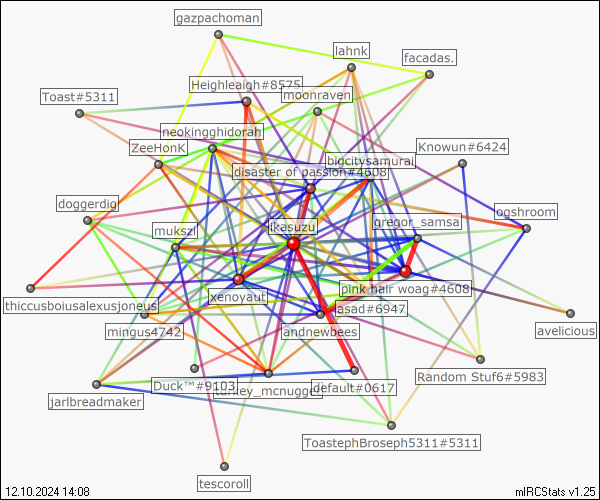 gazpachoman
lahnk
facadas.
Heighleaigh#8575
Toast#5311
moonraven
neokingghidorah
ZeeHonK
Knowun#6424
bigcitysamurai
disaster of passion#4608
doggerdig
ogshroom
gregor_samsa
ikasuzu
mukszil
pink hair woag#4608
xenoyaut
thiccusboiusalexusjoneus
lasad#6947
mingus4742
andnewbees
avelicious
Random Stuf6#5983
Duck™#9103
default#0617
turkey_mcnugget
jarlbreadmaker
ToastephBroseph5311#5311
tescoroll
12.10.2024 14:08
mIRCStats v1.25